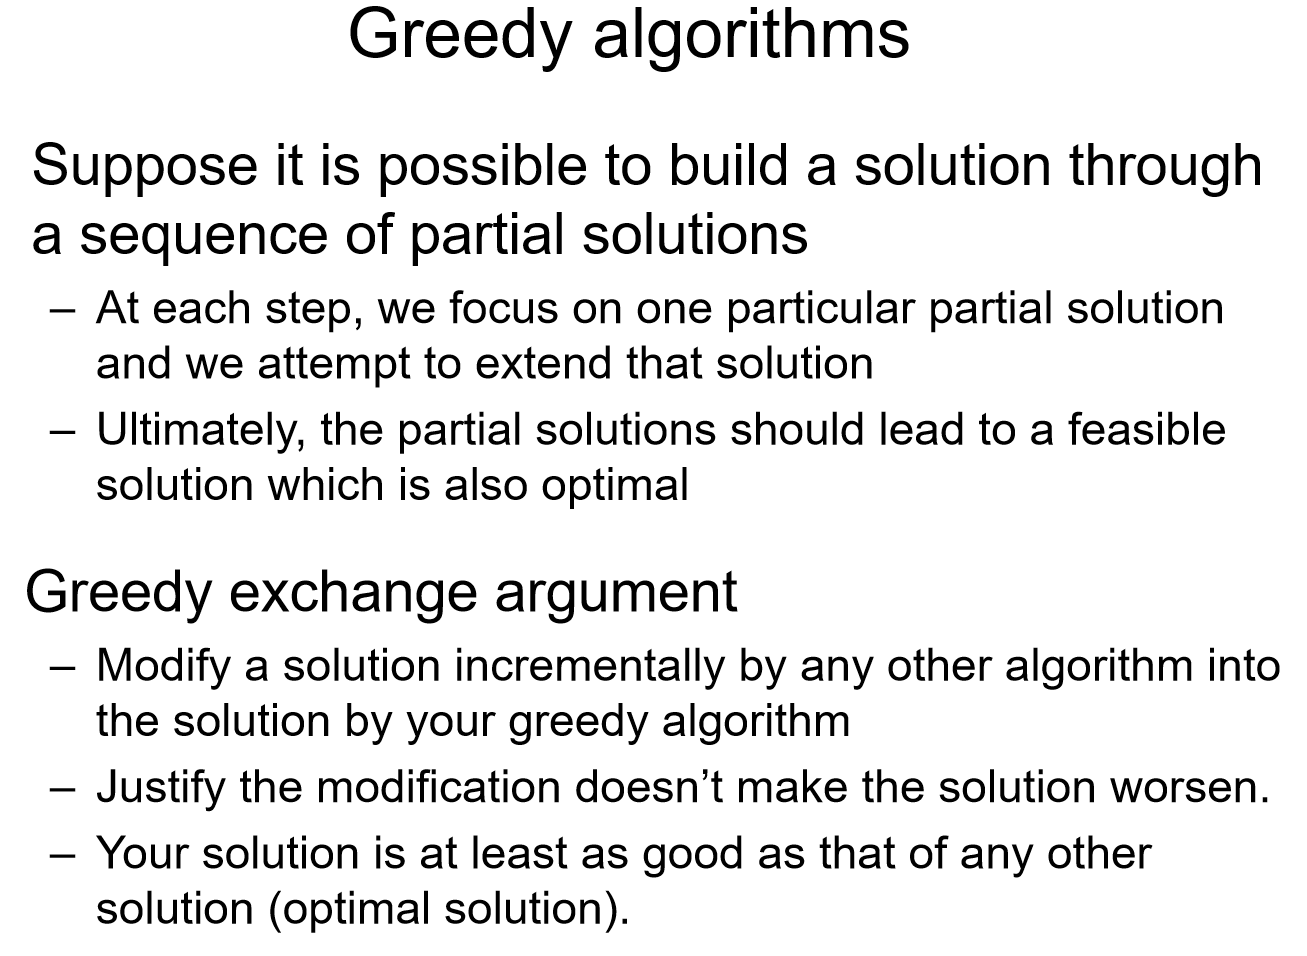 Greedy algorithms
Suppose it is possible to build a solution through
a sequence of partial solutions
– At each step, we focus on one particular partial solution
and we attempt to extend that solution
– Ultimately, the partial solutions should lead to a feasible
solution which is also optimal
Greedy exchange argument
– Modify a solution incrementally by any other algorithm into
the solution by your greedy algorithm
– Justify the modification doesn’t make the solution worsen.
– Your solution is at least as good as that of any other
solution (optimal solution).